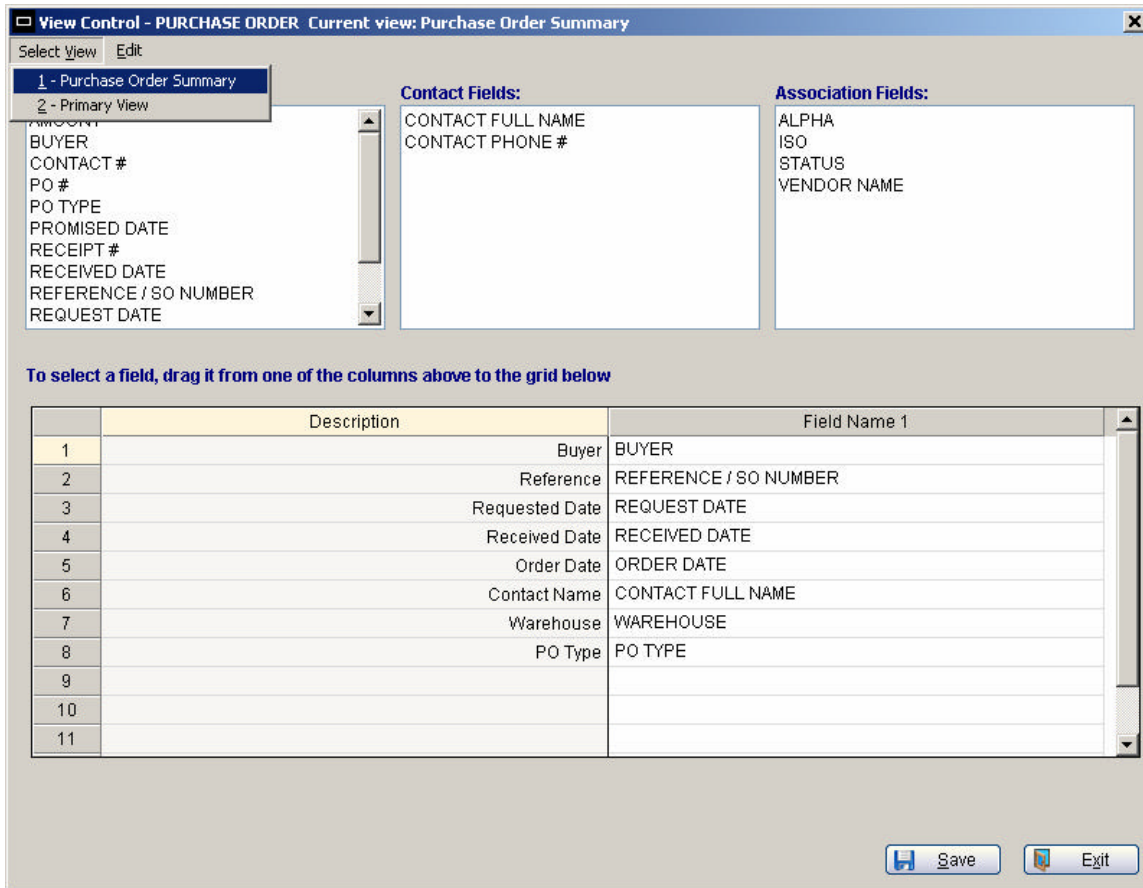 View Control - PURCHASE ORDER Current view: Purchase Order Summary
Select View Edit
1 - Purchase Order Summary
2 - Primary View
Contact Fields:
Association Fields:
AMOUNT
BUYER
CONTACT #
PO #
PO TYPE
PROMISED DATE
RECEIPT #
RECEIVED DATE
REFERENCE / SO NUMBER
REQUEST DATE
CONTACT FULL NAME
CONTACT PHONE #
ALPHA
ISO
STATUS
VENDOR NAME
To select a field, drag it from one of the columns above to the grid below
Description Field Name 1
1 Buyer BUYER
2 Reference REFERENCE / SO NUMBER
3 Requested Date REQUEST DATE
4 Received Date RECEIVED DATE
5 Order Date ORDER DATE
6 Contact Name CONTACT FULL NAME
7 Warehouse WAREHOUSE
8 PO Type PO TYPE
9
10
11
Save Exit